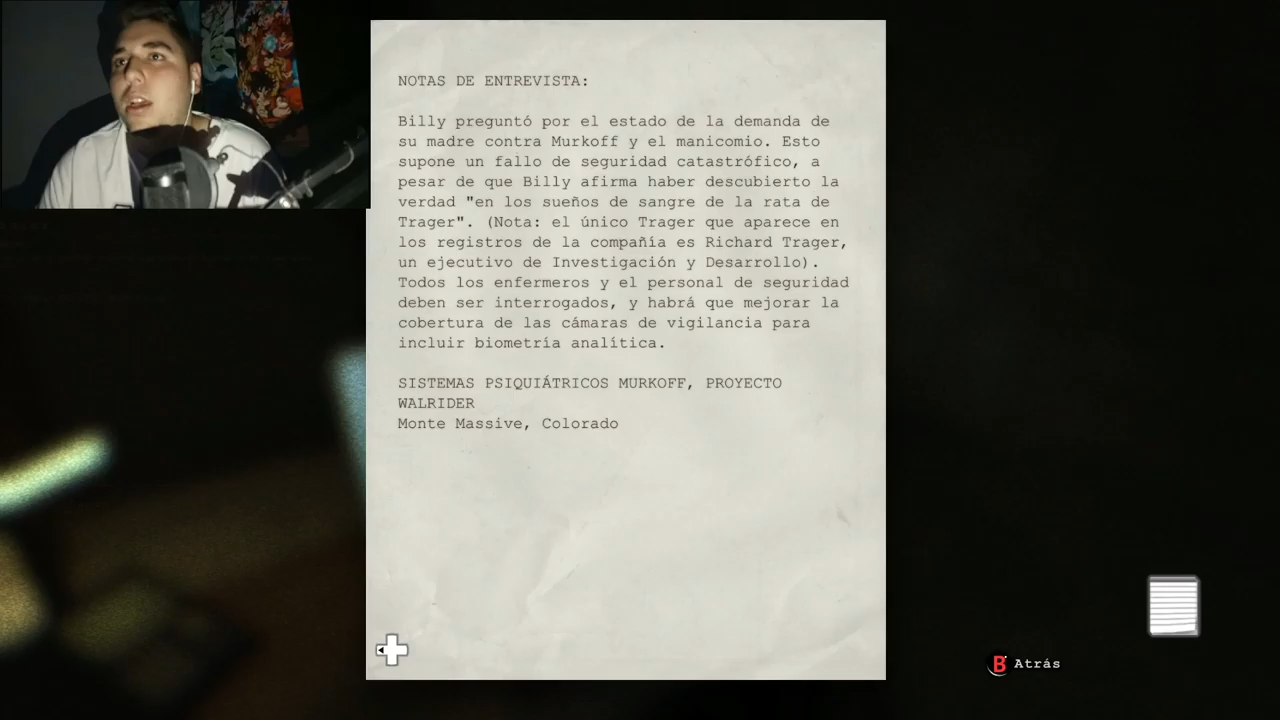 NOTAS DE ENTREVISTA:
Billy preguntó por el estado de la demanda de
su madre contra Murkoff y el manicomio. Esto
supone un fallo de seguridad catastrófico, a
pesar de que Billy afirma haber descubierto la
verdad "en los sueños de sangre de la rata de
Trager". (Nota: el único Trager que aparece en
los registros de la compañía es Richard Trager,
un ejecutivo de Investigación y Desarrollo).
Todos los enfermeros y el personal de seguridad
deben ser interrogados, y habrá que mejorar la
cobertura de las cámaras de vigilancia para
incluir biometría analítica.
SISTEMAS PSIQUIÁTRICOS MURKOFF, PROYECTO
WALRIDER
Monte Massive, Colorado
B Atrás